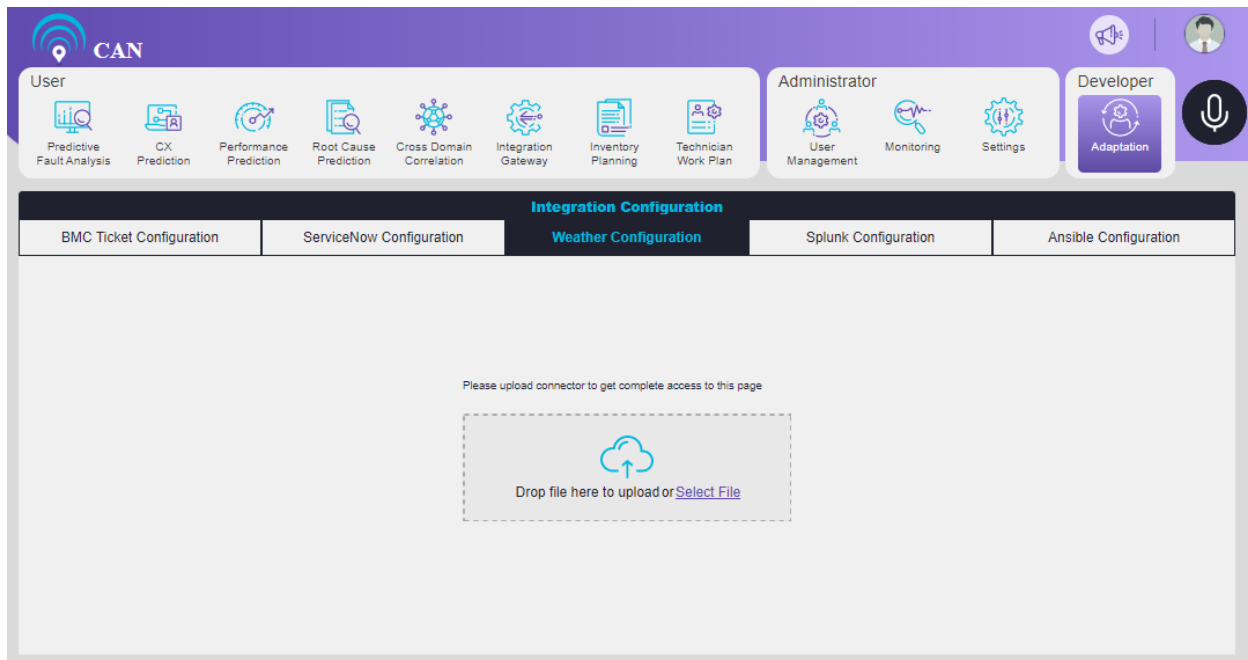 CAN
User
Administrator
Developer
Predictive
Fault Analysis
CX
Prediction
Performance
Prediction
Root Cause
Prediction
Cross Domain
Correlation
Integration
Gateway
Inventory
Planning
Technician
Work Plan
User
Management
Monitoring
Settings
Adaptation
Integration Configuration
BMC Ticket Configuration
ServiceNow Configuration
Weather Configuration
Splunk Configuration
Ansible Configuration
Please upload connector to get complete access to this page
Drop file here to upload or Select File